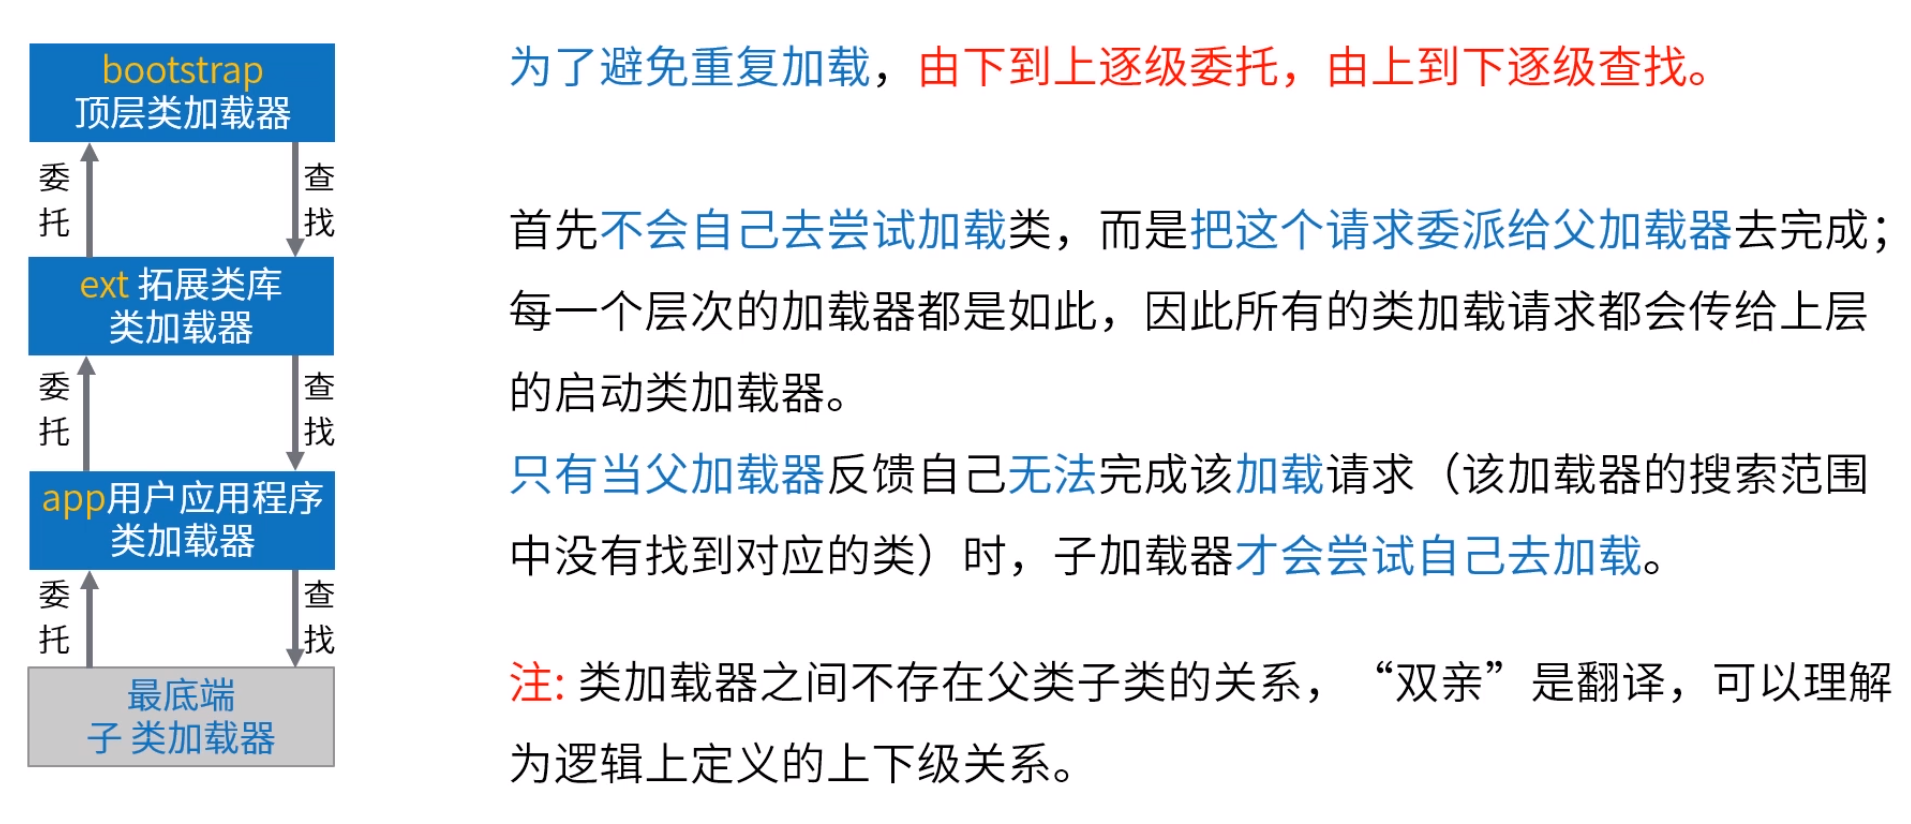 bootstrap
顶层类加载器
委
托
查
找
ext 拓展类库
类加载器
委
托
查
找
app用户应用程序
类加载器
委
托
查
找
最底端
子 类加载器
为了避免重复加载，由下到上逐级委托，由上到下逐级查找。
首先不会自己去尝试加载类，而是把这个请求委派给父加载器去完成；
每一个层次的加载器都是如此，因此所有的类加载请求都会传给上层
的启动类加载器。
只有当父加载器反馈自己无法完成该加载请求（该加载器的搜索范围
中没有找到对应的类）时，子加载器才会尝试自己去加载。
注: 类加载器之间不存在父类子类的关系，“双亲”是翻译，可以理解
为逻辑上定义的上下级关系。